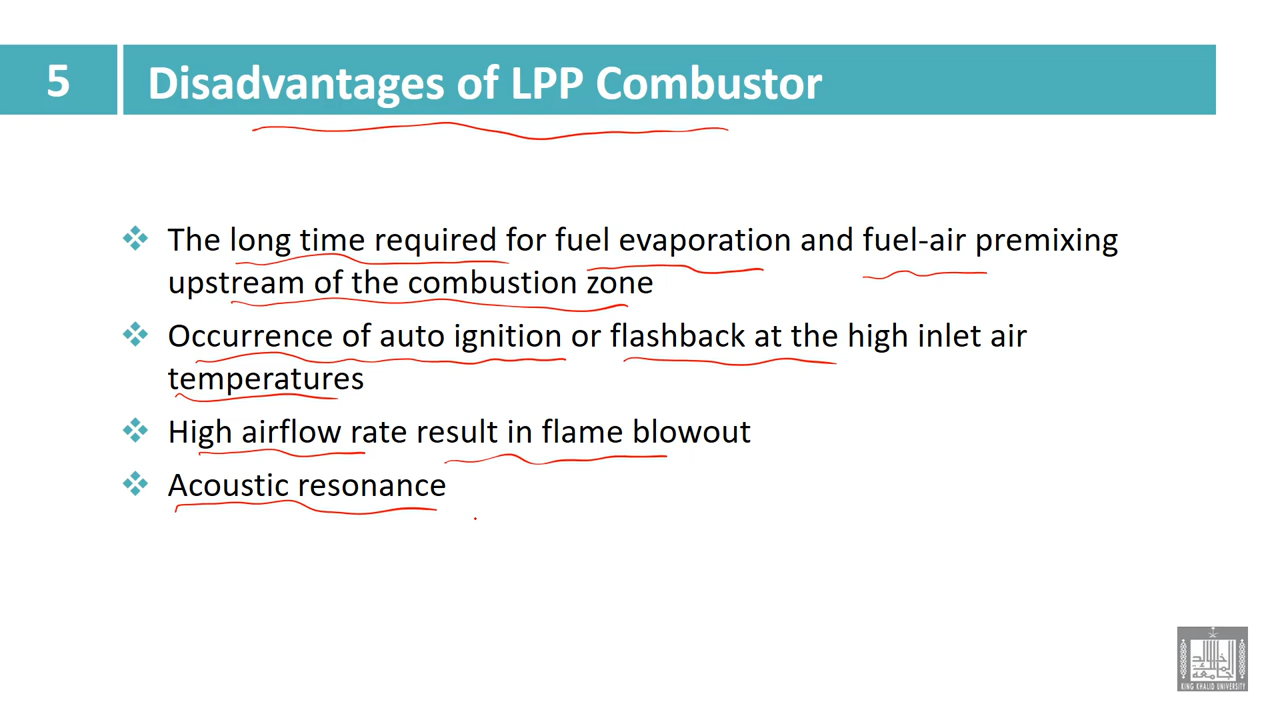 5
Disadvantages of LPP Combustor
❖ The long time required for fuel evaporation and fuel-air premixing
upstream of the combustion zone
❖ Occurrence of auto ignition or flashback at the high inlet air
temperatures
❖ High airflow rate result in flame blowout
❖ Acoustic resonance
KING KHALID UNIVERSITY